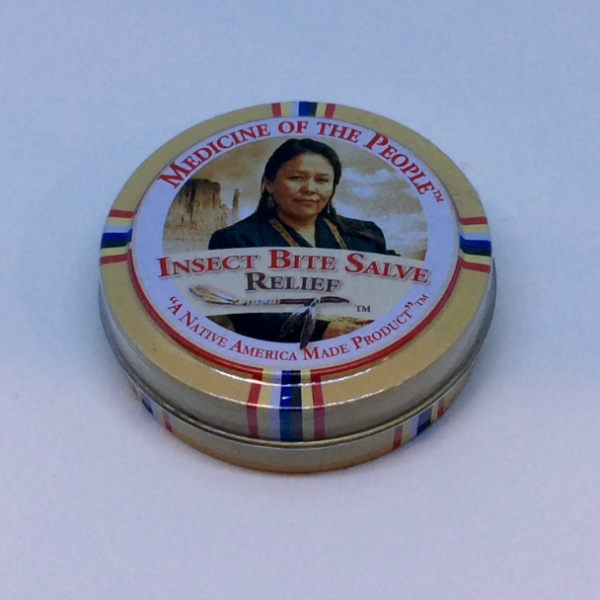 MEDICINE OF THE PEOPLE™
INSECT BITE SALVE
RELIEF
TM
"A NATIVE AMERICA MADE PRODUCT"™